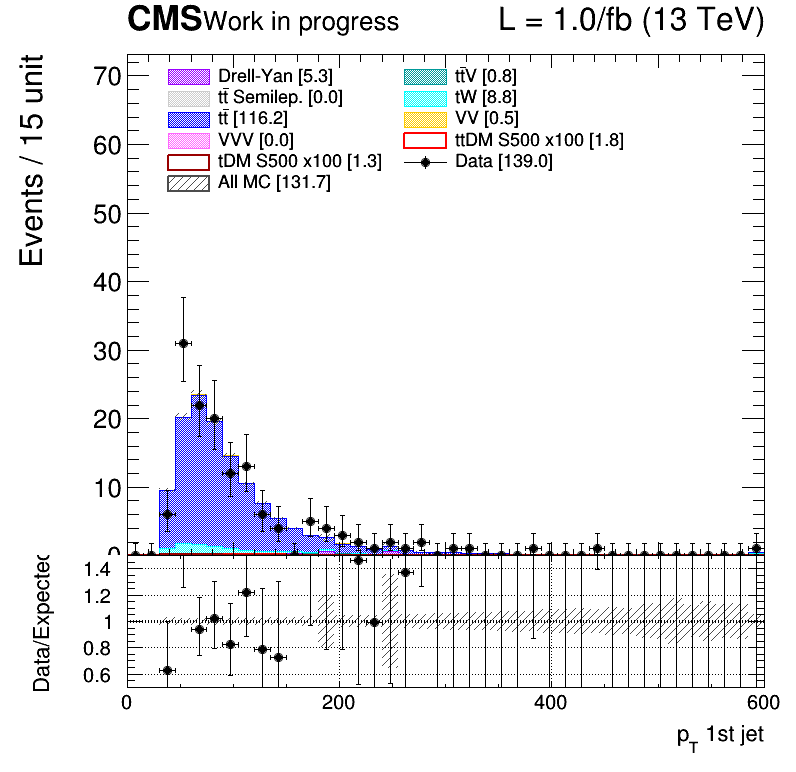 CMS Work in progress L = 1.0/fb (13 TeV)
Events / 15 unit
70
60
50
40
30
20
10
0
Drell-Yan [5.3]
tt̄V [0.8]
tt̄ Semilep. [0.0]
tW [8.8]
tt̄ [116.2]
VV [0.5]
VVV [0.0]
ttDM S500 x100 [1.8]
tDM S500 x100 [1.3]
Data [139.0]
All MC [131.7]
Data/Expected
1.4
1.2
1
0.8
0.6
0 200 400 600
pT 1st jet